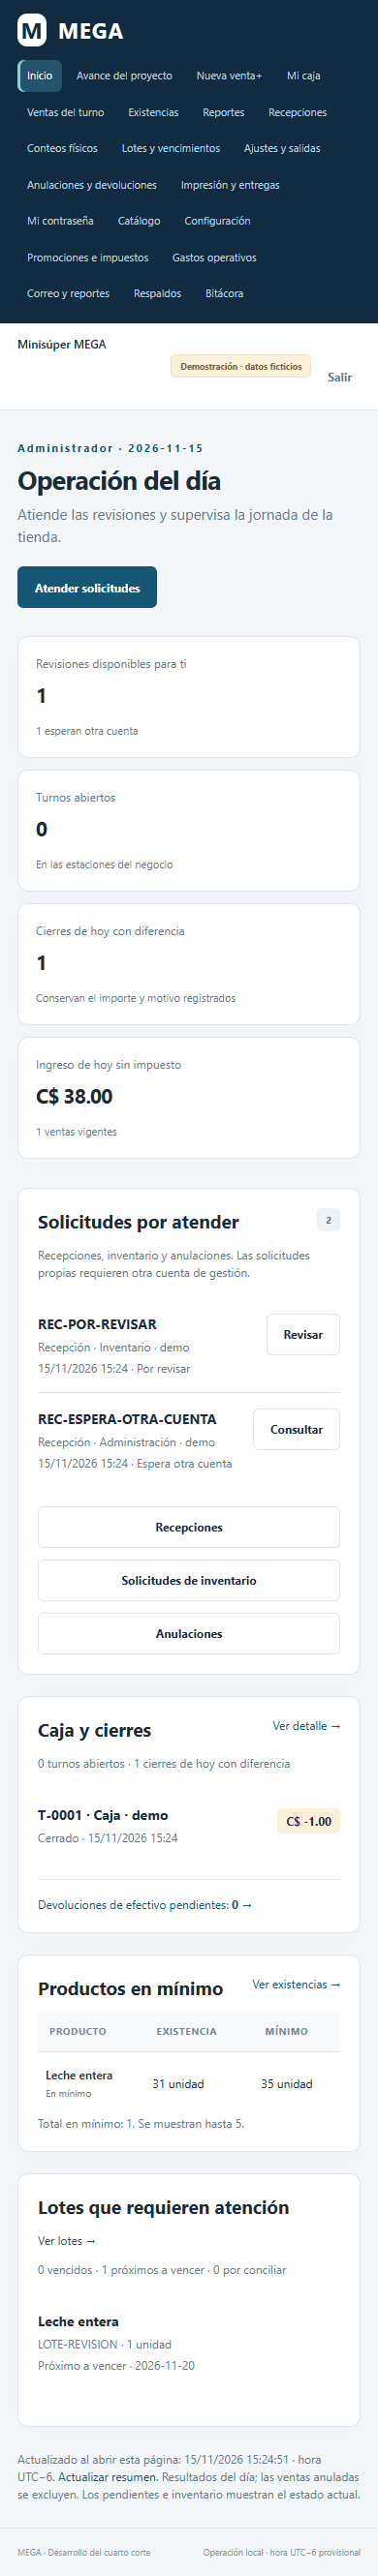 M MEGA
Inicio Avance del proyecto Nueva venta+ Mi caja
Ventas del turno Existencias Reportes Recepciones
Conteos físicos Lotes y vencimientos Ajustes y salidas
Anulaciones y devoluciones Impresión y entregas
Mi contraseña Catálogo Configuración
Promociones e impuestos Gastos operativos
Correo y reportes Respaldos Bitácora
Minisúper MEGA
Demostración · datos ficticios Salir
Administrador · 2026-11-15
Operación del día
Atiende las revisiones y supervisa la jornada de la
tienda.
Atender solicitudes
Revisiones disponibles para ti
1
1 esperan otra cuenta
Turnos abiertos
0
En las estaciones del negocio
Cierres de hoy con diferencia
1
Conservan el importe y motivo registrados
Ingreso de hoy sin impuesto
C$ 38.00
1 ventas vigentes
Solicitudes por atender 2
Recepciones, inventario y anulaciones. Las solicitudes
propias requieren otra cuenta de gestión.
REC-POR-REVISAR
Recepción · Inventario · demo
15/11/2026 15:24 · Por revisar
Revisar
REC-ESPERA-OTRA-CUENTA
Recepción · Administración · demo
15/11/2026 15:24 · Espera otra cuenta
Consultar
Recepciones
Solicitudes de inventario
Anulaciones
Caja y cierres Ver detalle →
0 turnos abiertos · 1 cierres de hoy con diferencia
T-0001 · Caja · demo
Cerrado · 15/11/2026 15:24
C$ -1.00
Devoluciones de efectivo pendientes: 0 →
Productos en mínimo Ver existencias →
PRODUCTO EXISTENCIA MÍNIMO
Leche entera 31 unidad 35 unidad
En mínimo
Total en mínimo: 1. Se muestran hasta 5.
Lotes que requieren atención
Ver lotes →
0 vencidos · 1 próximos a vencer · 0 por conciliar
Leche entera
LOTE-REVISION · 1 unidad
Próximo a vencer · 2026-11-20
Actualizado al abrir esta página: 15/11/2026 15:24:51 · hora
UTC−6. Actualizar resumen. Resultados del día; las ventas anuladas
se excluyen. Los pendientes e inventario muestran el estado actual.
MEGA · Desarrollo del cuarto corte Operación local · hora UTC−6 provisional